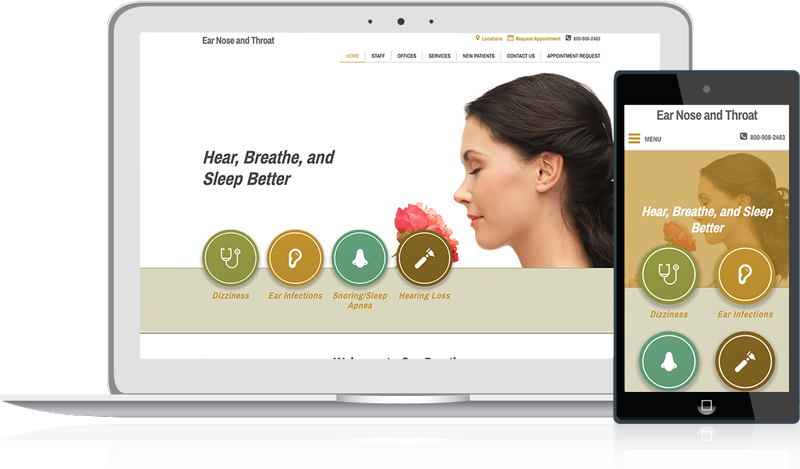 Ear Nose and Throat
Locations
Request Appointment
800-908-2483
HOME
STAFF
OFFICES
SERVICES
NEW PATIENTS
CONTACT US
APPOINTMENT REQUEST
Hear, Breathe, and
Sleep Better
Dizziness
Ear Infections
Snoring/Sleep
Apnea
Hearing Loss
Ear Nose and Throat
MENU
800-908-2483
Hear, Breathe, and Sleep
Better
Dizziness
Ear Infections